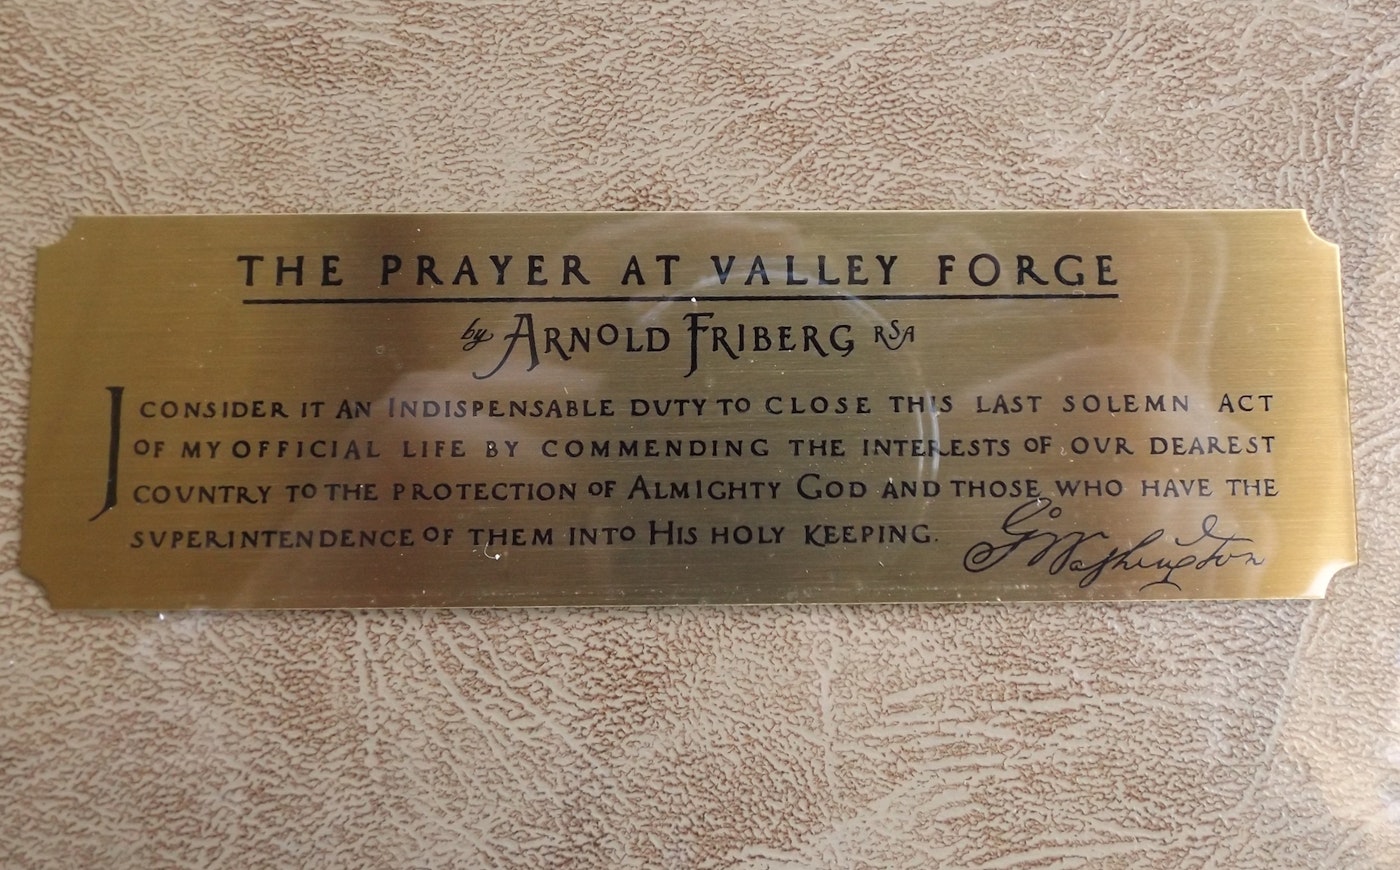 THE PRAYER AT VALLEY FORGE
by ARNOLD FRIBERG RSA
I CONSIDER IT AN INDISPENSABLE DVTY TO CLOSE THIS LAST SOLEMN ACT
OF MY OFFICIAL LIFE BY COMMENDING THE INTERESTS OF OVR DEAREST
COVNTRY TO THE PROTECTION OF ALMIGHTY GOD AND THOSE WHO HAVE THE
SVPERINTENDENCE OF THEM INTO HIS HOLY KEEPING.
G Washington